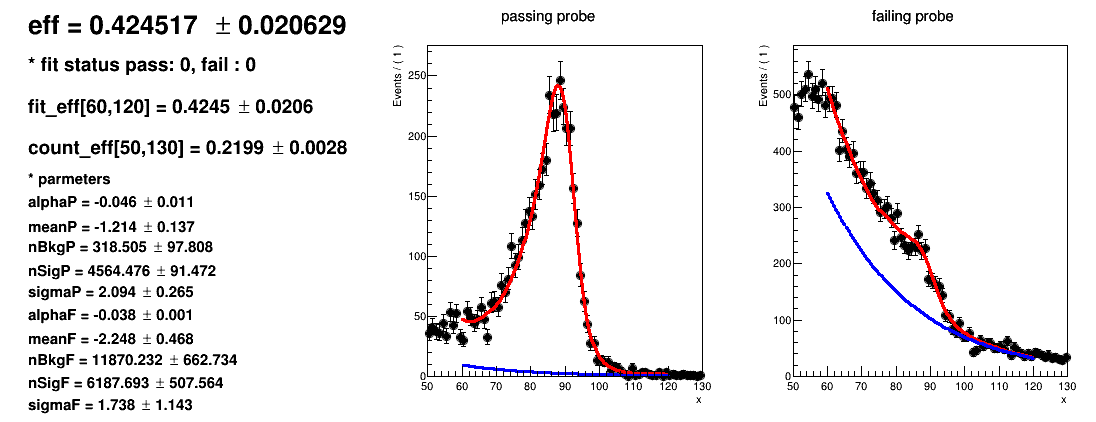 eff = 0.424517 ± 0.020629
* fit status pass: 0, fail : 0
fit_eff[60,120] = 0.4245 ± 0.0206
count_eff[50,130] = 0.2199 ± 0.0028
* parmeters
alphaP = -0.046 ± 0.011
meanP = -1.214 ± 0.137
nBkgP = 318.505 ± 97.808
nSigP = 4564.476 ± 91.472
sigmaP = 2.094 ± 0.265
alphaF = -0.038 ± 0.001
meanF = -2.248 ± 0.468
nBkgF = 11870.232 ± 662.734
nSigF = 6187.693 ± 507.564
sigmaF = 1.738 ± 1.143
passing probe
Events / ( 1 )
250
200
150
100
50
0
50 60 70 80 90 100 110 120 130
x
failing probe
Events / ( 1 )
500
400
300
200
100
0
50 60 70 80 90 100 110 120 130
x